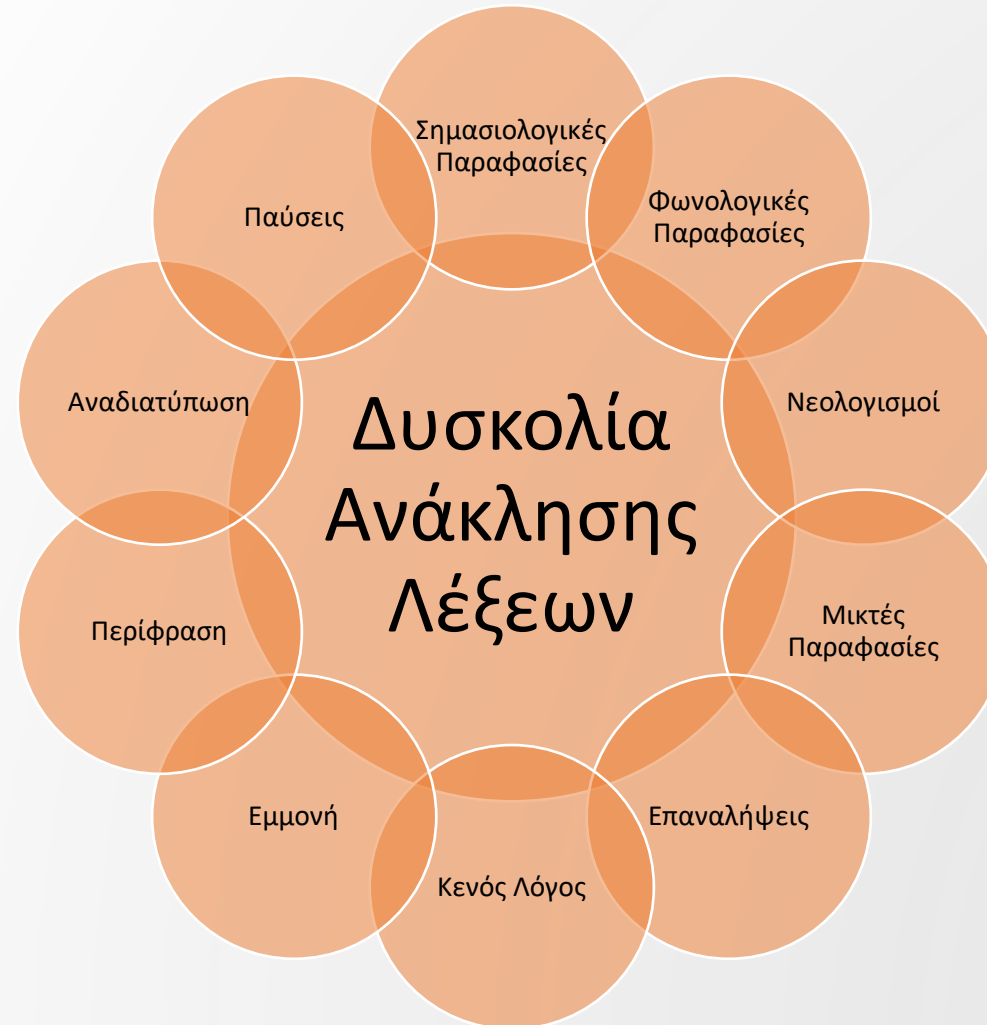 Σημασιολογικές
Παραφασίες
Φωνολογικές
Παραφασίες
Νεολογισμοί
Μικτές
Παραφασίες
Επαναλήψεις
Κενός Λόγος
Εμμονή
Περίφραση
Αναδιατύπωση
Παύσεις
Δυσκολία
Ανάκλησης
Λέξεων